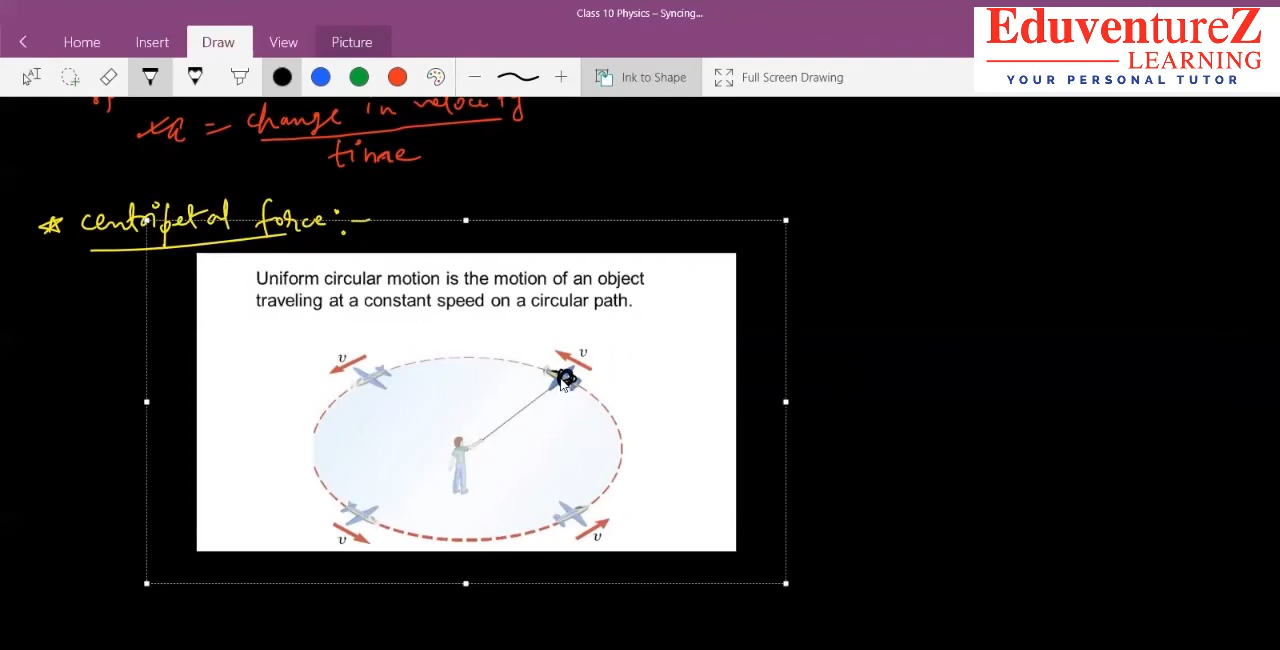 Class 10 Physics – Syncing...
EduventureZ
LEARNING
YOUR PERSONAL TUTOR
Home Insert Draw View Picture
Ink to Shape Full Screen Drawing
= change in velocity
time
* centripetal force:-
Uniform circular motion is the motion of an object
traveling at a constant speed on a circular path.
v
v
v
v